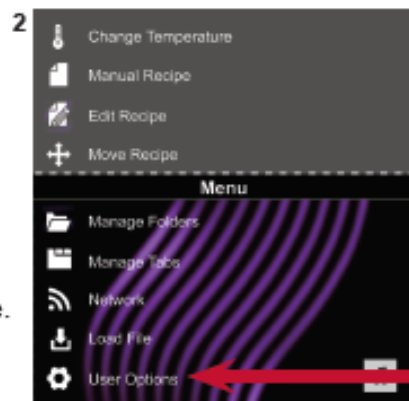 2
Change Temperature
Manual Recipe
Edit Recipe
Move Recipe
Menu
Manage Folders
Manage Tabs
Network
e.
Load File
User Options